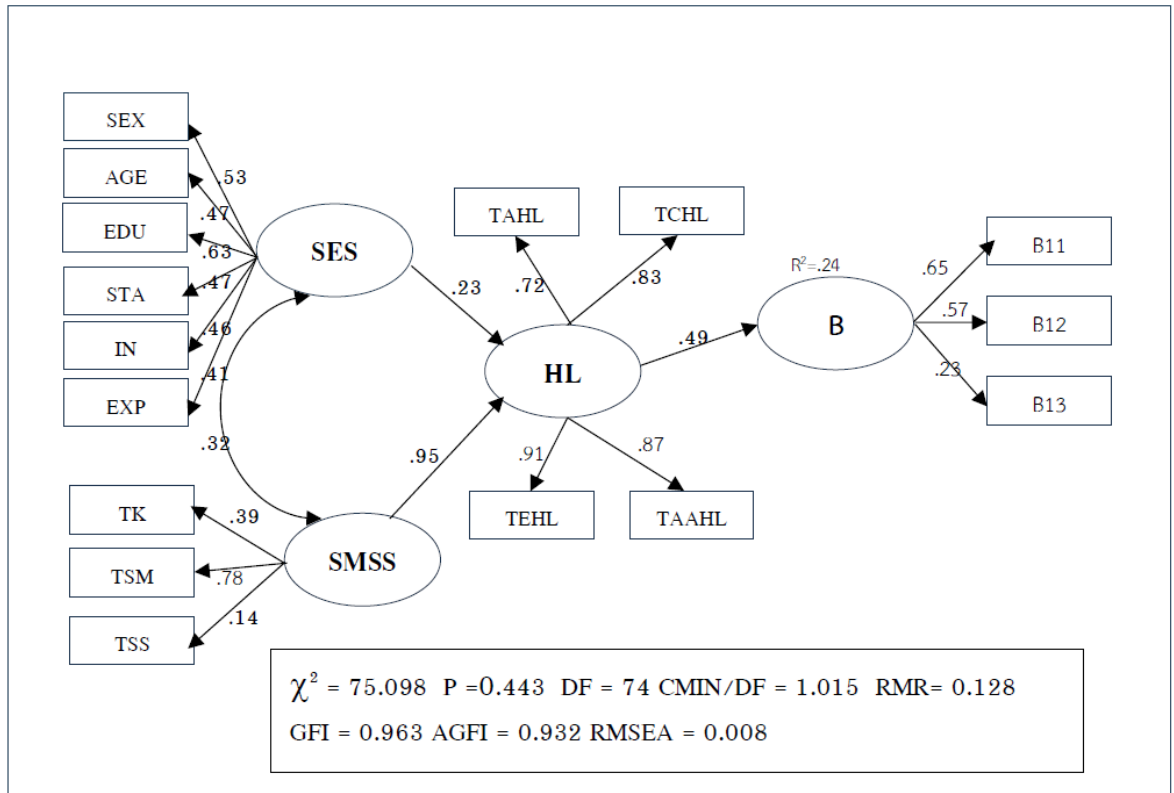 SEX
AGE
EDU
STA
IN
EXP
.53
.47
.63
.47
.46
.41
SES
.32
.23
TK
TSM
TSS
.39
.78
.14
SMSS
.95
TAHL
TCHL
.72
.83
HL
.91
.87
TEHL
TAAHL
.49
R²=.24
B
.65
.57
.23
B11
B12
B13
χ² = 75.098 P =0.443 DF = 74 CMIN/DF = 1.015 RMR= 0.128
GFI = 0.963 AGFI = 0.932 RMSEA = 0.008